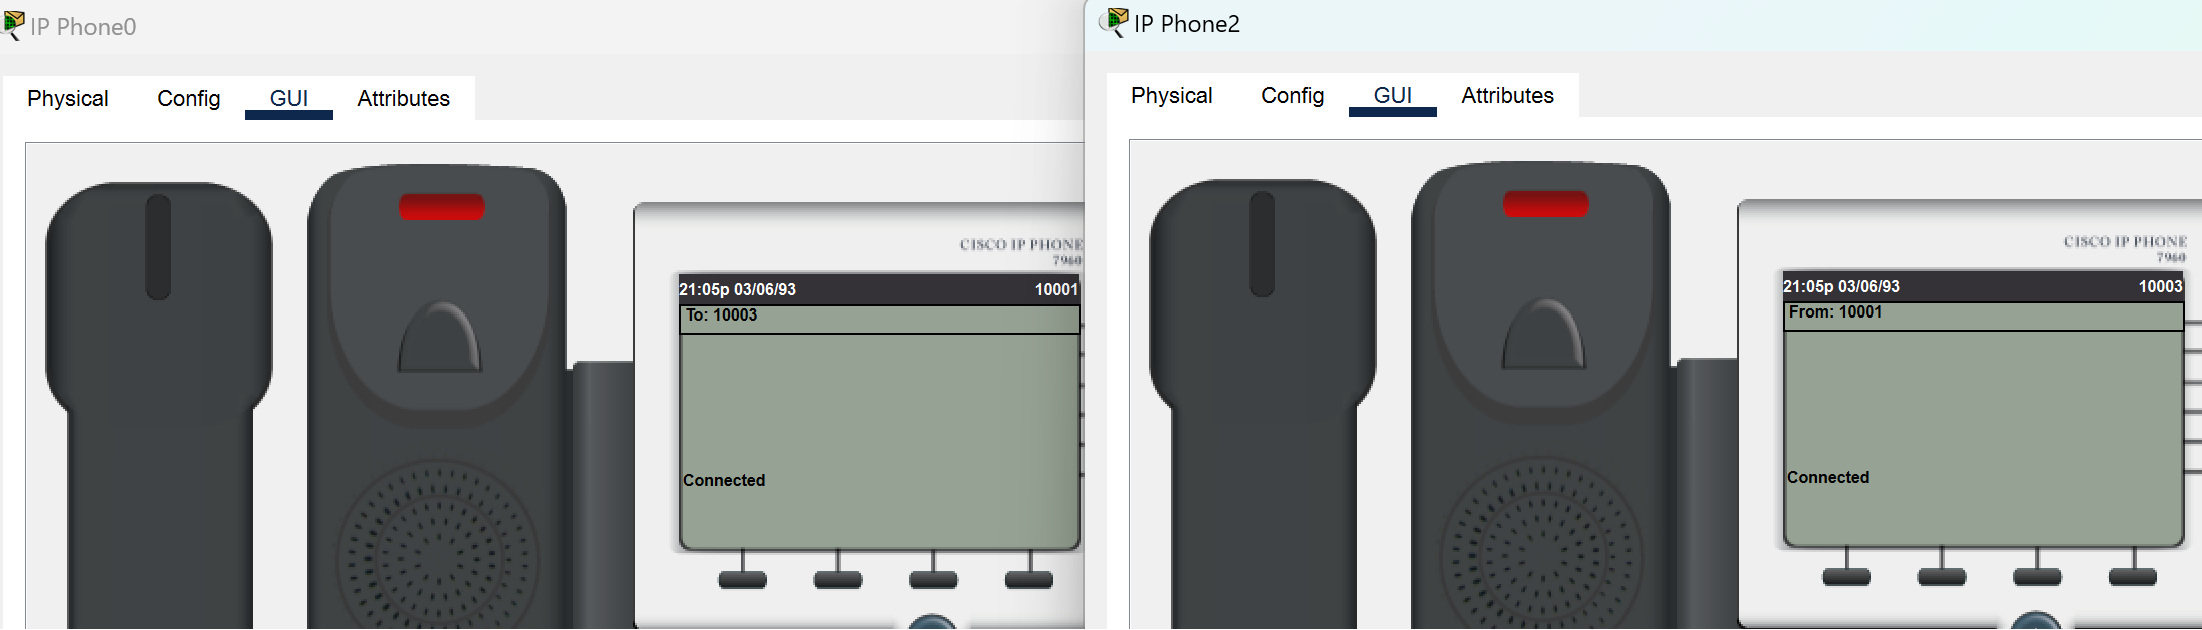 IP Phone0
Physical Config GUI Attributes
CISCO IP PHONE
7960
21:05p 03/06/93 10001
To: 10003
Connected
IP Phone2
Physical Config GUI Attributes
CISCO IP PHONE
7960
21:05p 03/06/93 10003
From: 10001
Connected